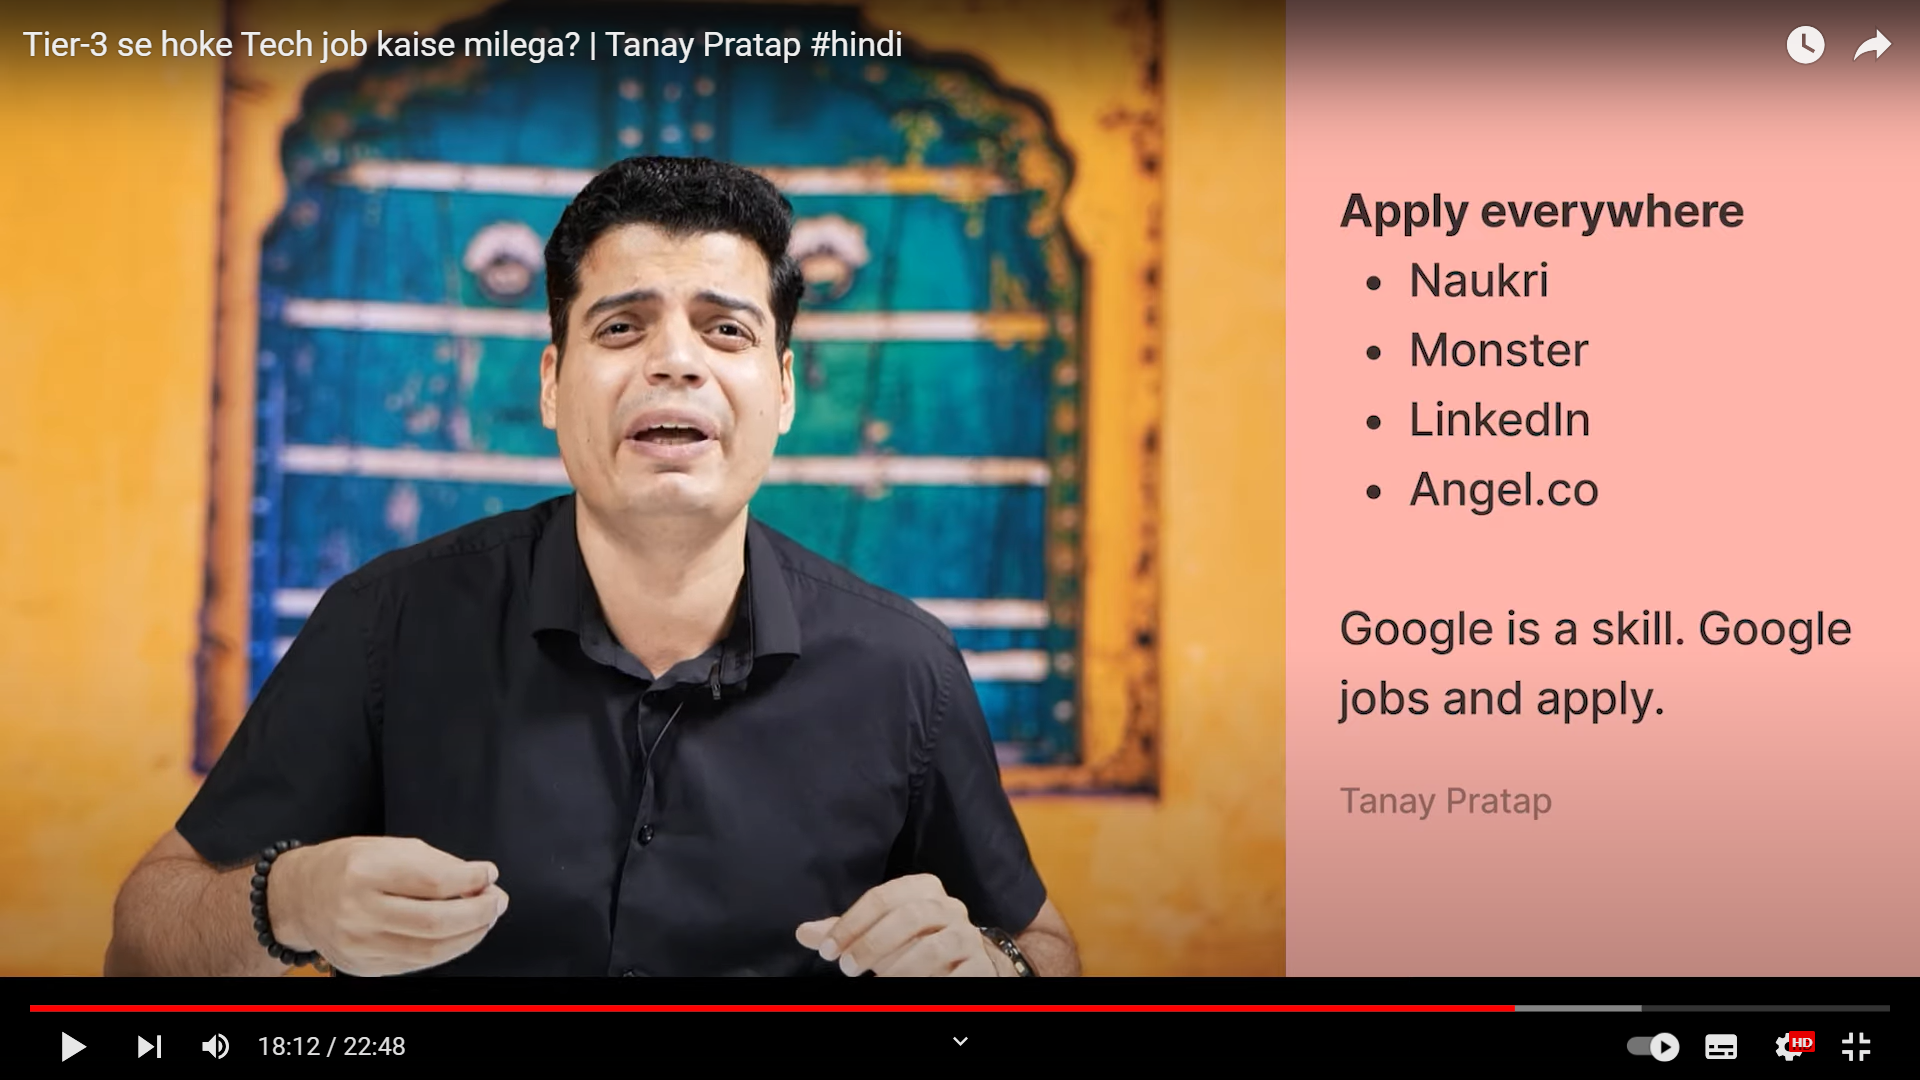 Tier-3 se hoke Tech job kaise milega? | Tanay Pratap #hindi
Apply everywhere
• Naukri
• Monster
• LinkedIn
• Angel.co
Google is a skill. Google
jobs and apply.
Tanay Pratap
18:12 / 22:48
HD